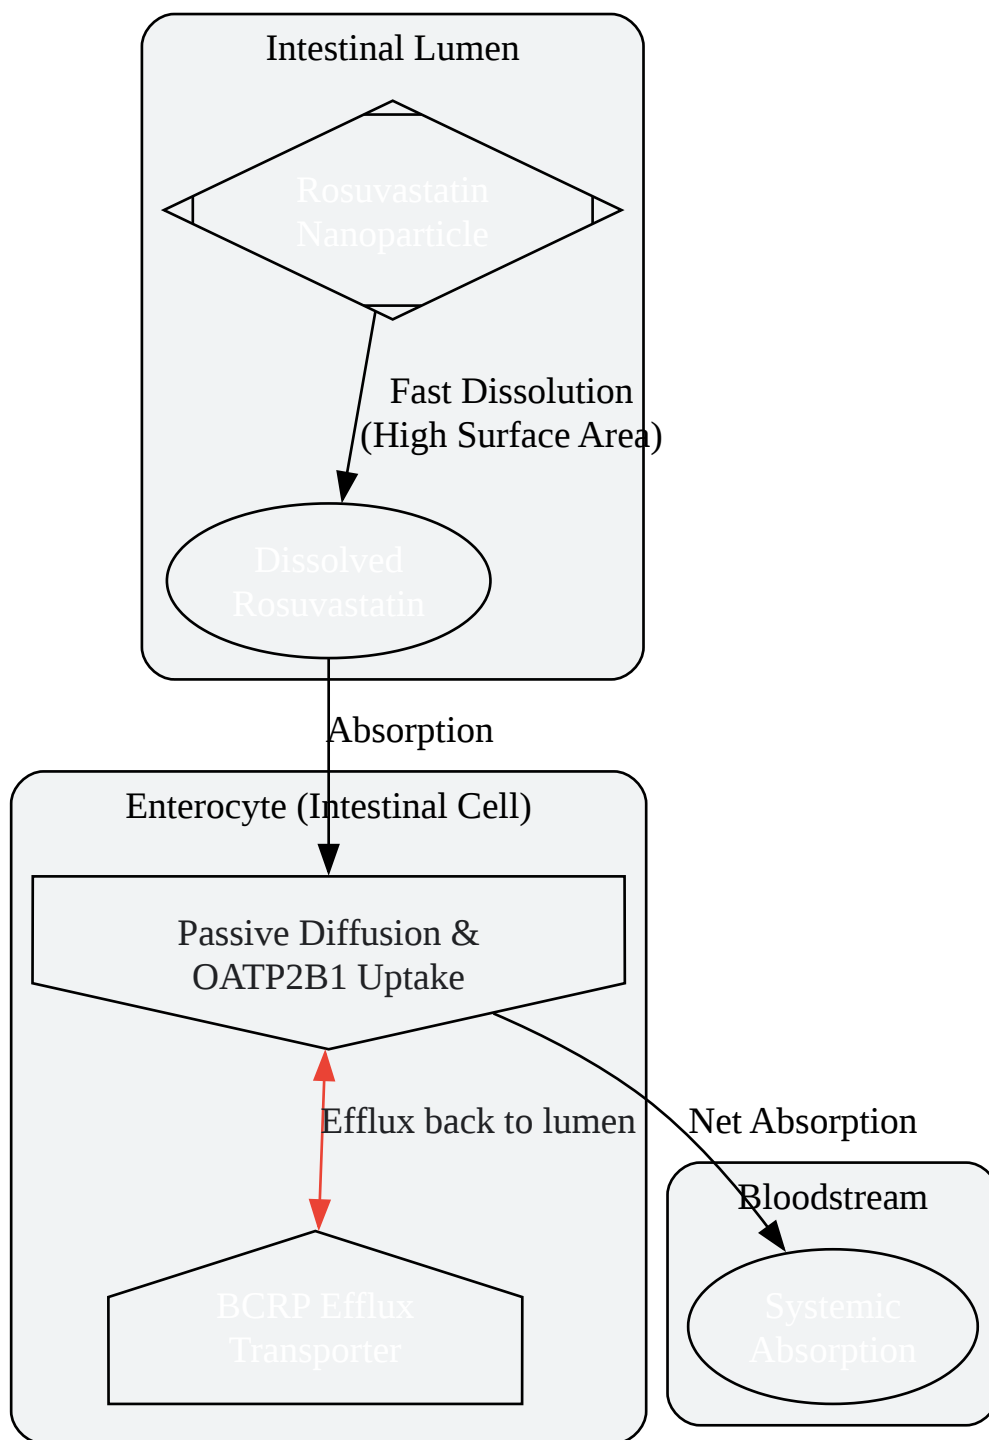 Intestinal Lumen
Rosuvastatin
Nanoparticle
Fast Dissolution
(High Surface Area)
Dissolved
Rosuvastatin
Absorption
Enterocyte (Intestinal Cell)
Passive Diffusion &
OATP2B1 Uptake
Efflux back to lumen
Net Absorption
Bloodstream
BCRP Efflux
Transporter
Systemic
Absorption